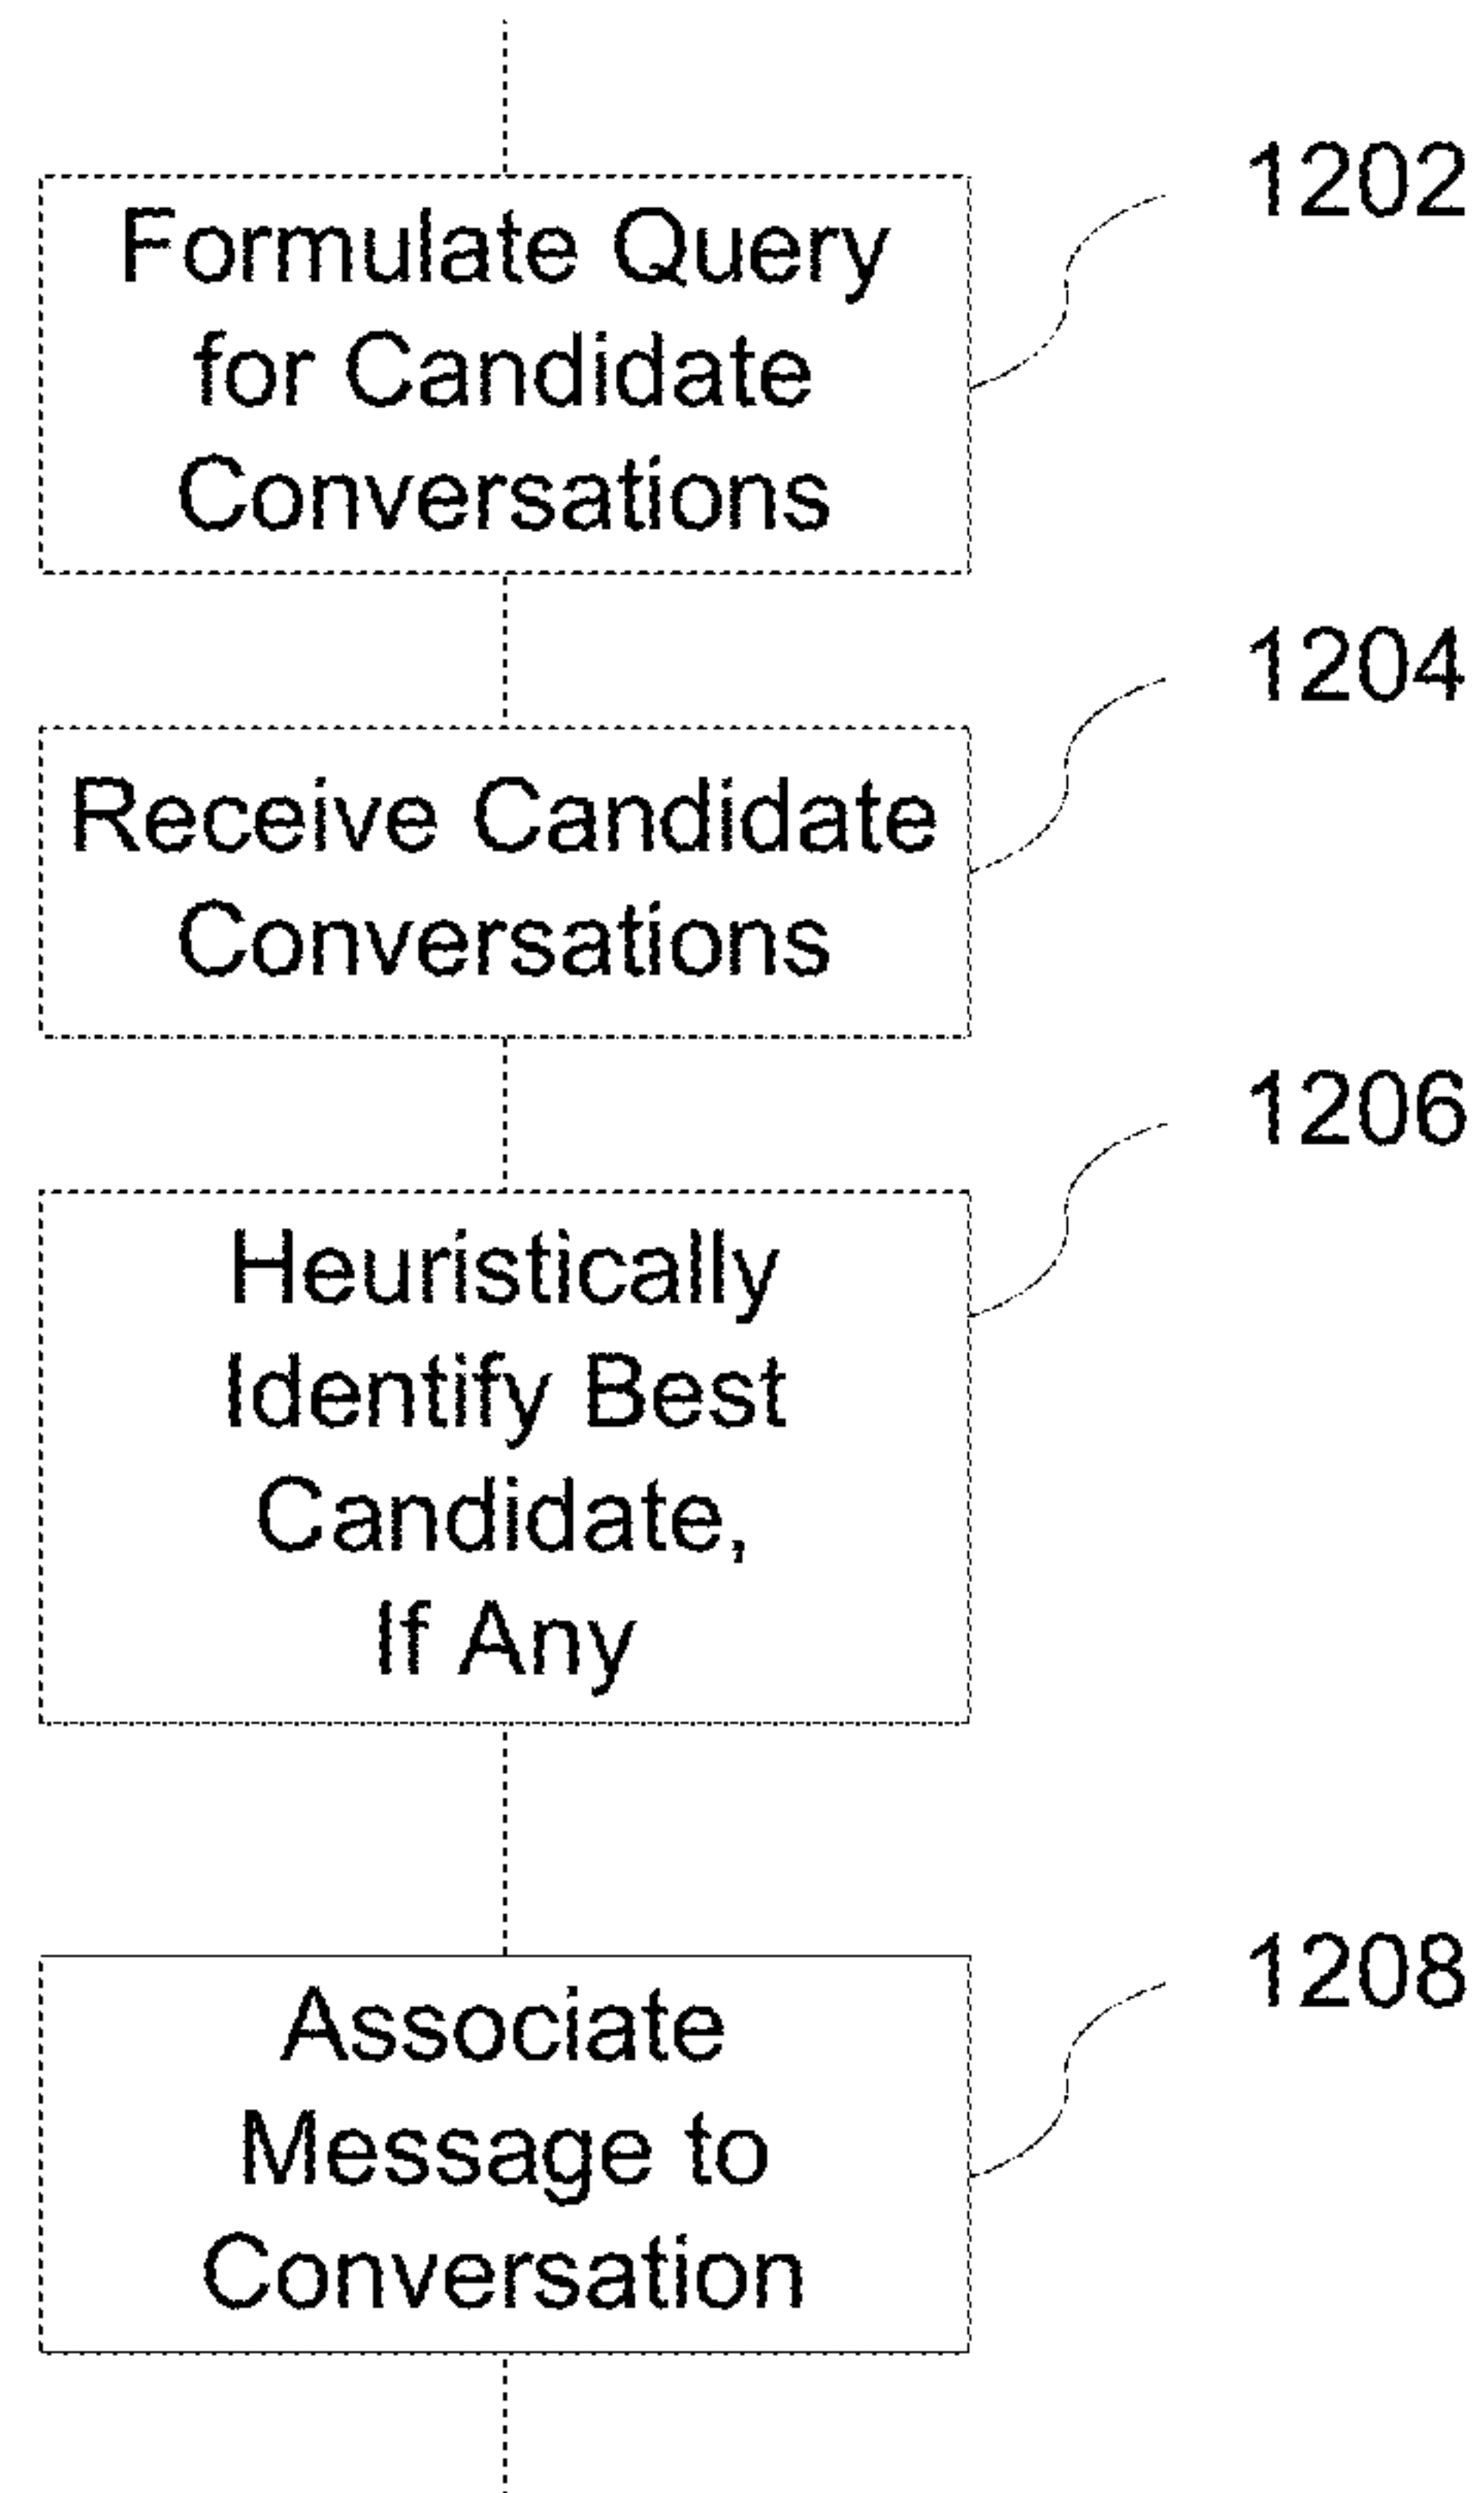 1202
Formulate Query
for Candidate
Conversations
1204
Receive Candidate
Conversations
1206
Heuristically
Identify Best
Candidate,
If Any
1208
Associate
Message to
Conversation